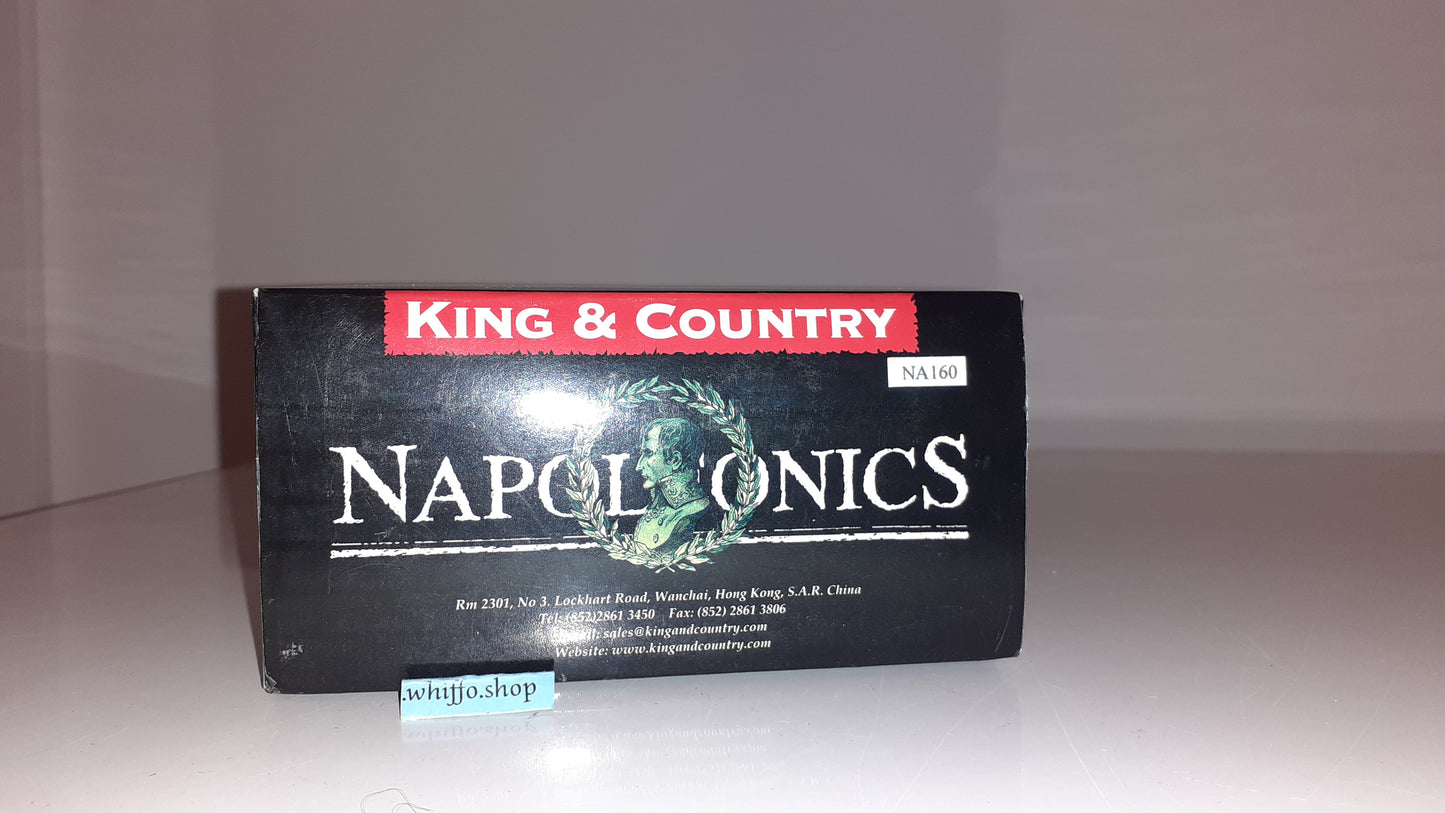 KING & COUNTRY
NA160
NAPOLEONICS
Rm 2301, No 3. Lockhart Road, Wanchai, Hong Kong, S.A.R. China
Tel: (852)2861 3450 Fax: (852) 2861 3806
sales@kingandcountry.com
Website: www.kingandcountry.com
.whiffo.shop